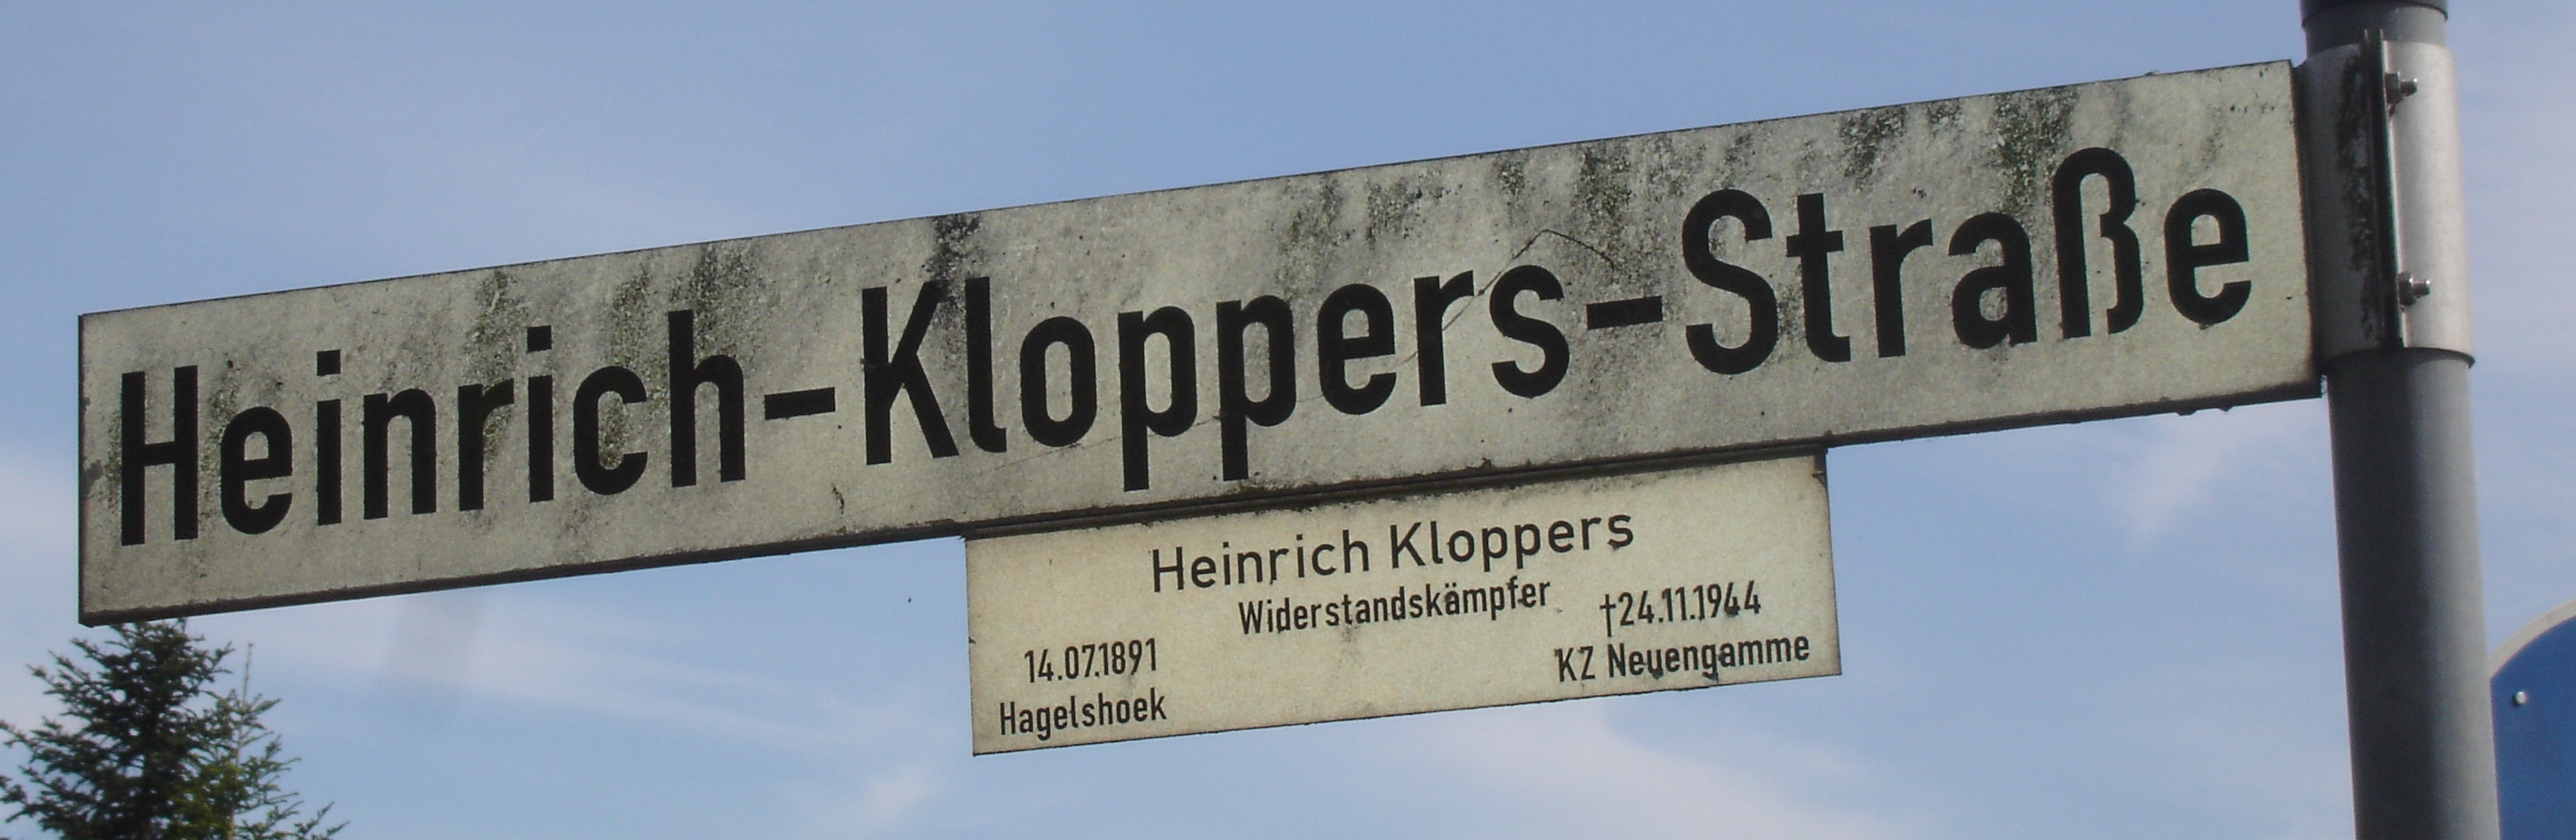 Heinrich-Kloppers-Straße
Heinrich Kloppers
Widerstandskämpfer
14.07.1891 †24.11.1944
Hagelshoek KZ Neuengamme